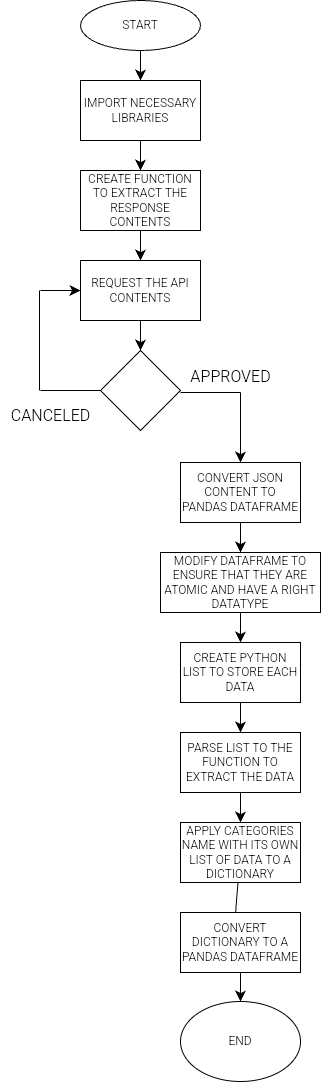 START
IMPORT NECESSARY
LIBRARIES
CREATE FUNCTION
TO EXTRACT THE
RESPONSE
CONTENTS
REQUEST THE API
CONTENTS
APPROVED
CANCELED
CONVERT JSON
CONTENT TO
PANDAS DATAFRAME
MODIFY DATAFRAME TO
ENSURE THAT THEY ARE
ATOMIC AND HAVE A RIGHT
DATATYPE
CREATE PYTHON
LIST TO STORE EACH
DATA
PARSE LIST TO THE
FUNCTION TO
EXTRACT THE DATA
APPLY CATEGORIES
NAME WITH ITS OWN
LIST OF DATA TO A
DICTIONARY
CONVERT
DICTIONARY TO A
PANDAS DATAFRAME
END